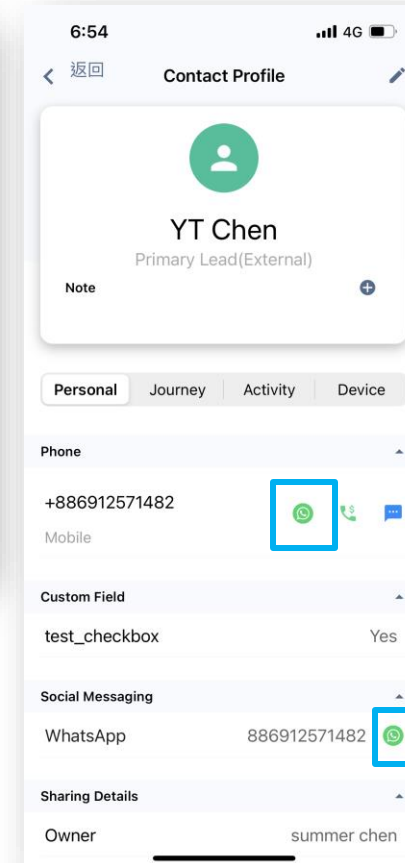 6:54 4G
返回 Contact Profile
YT Chen
Primary Lead(External)
Note
Personal Journey Activity Device
Phone
+886912571482
Mobile
Custom Field
test_checkbox Yes
Social Messaging
WhatsApp 886912571482
Sharing Details
Owner summer chen